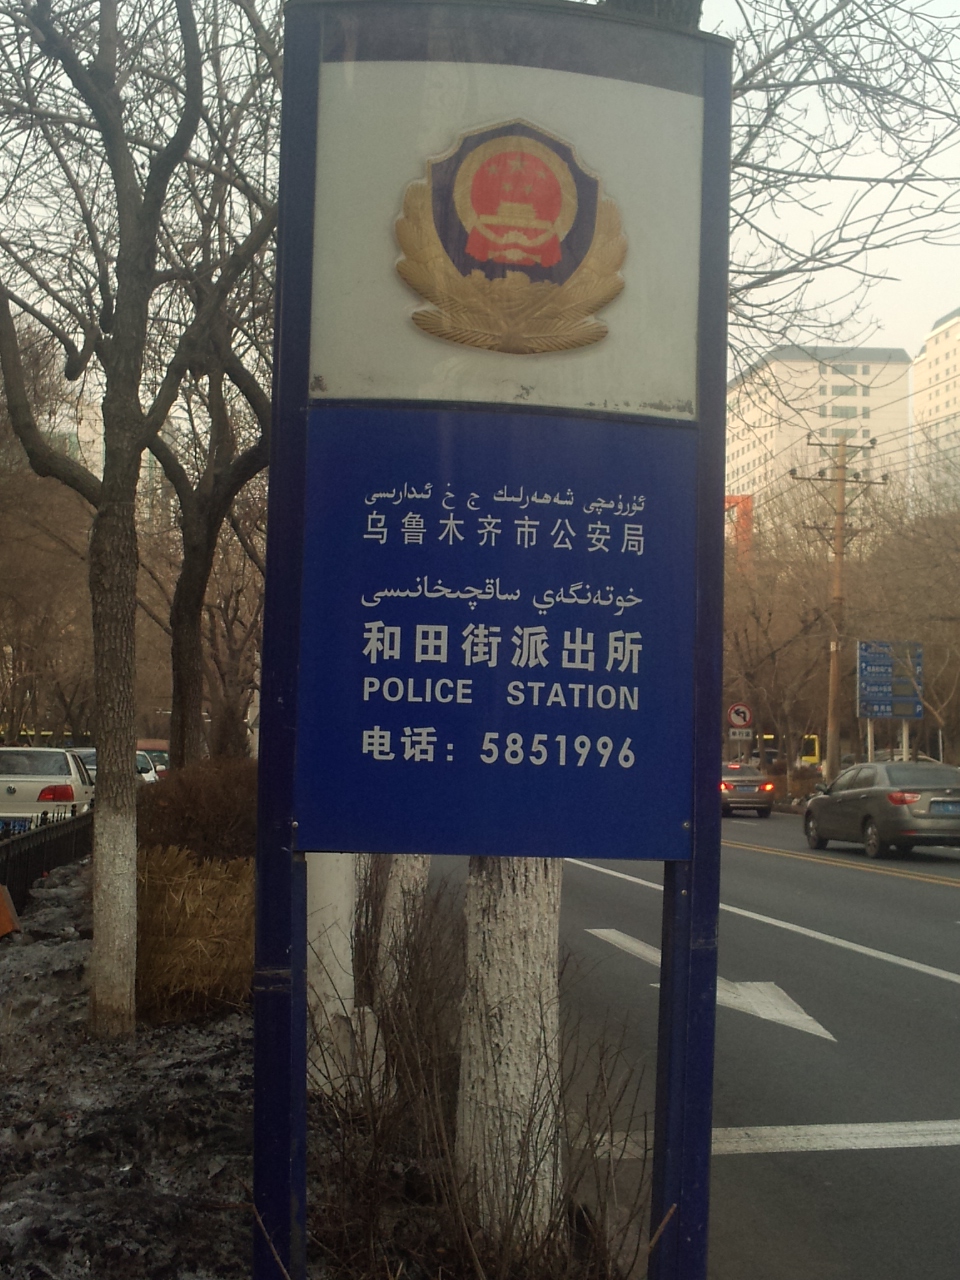 ئۈرۈمچى شەھەرلىك ج خ ئىدارىسى
乌鲁木齐市公安局
خوتەنگەي ساقچىخانىسى
和田街派出所
POLICE STATION
电话：5851996